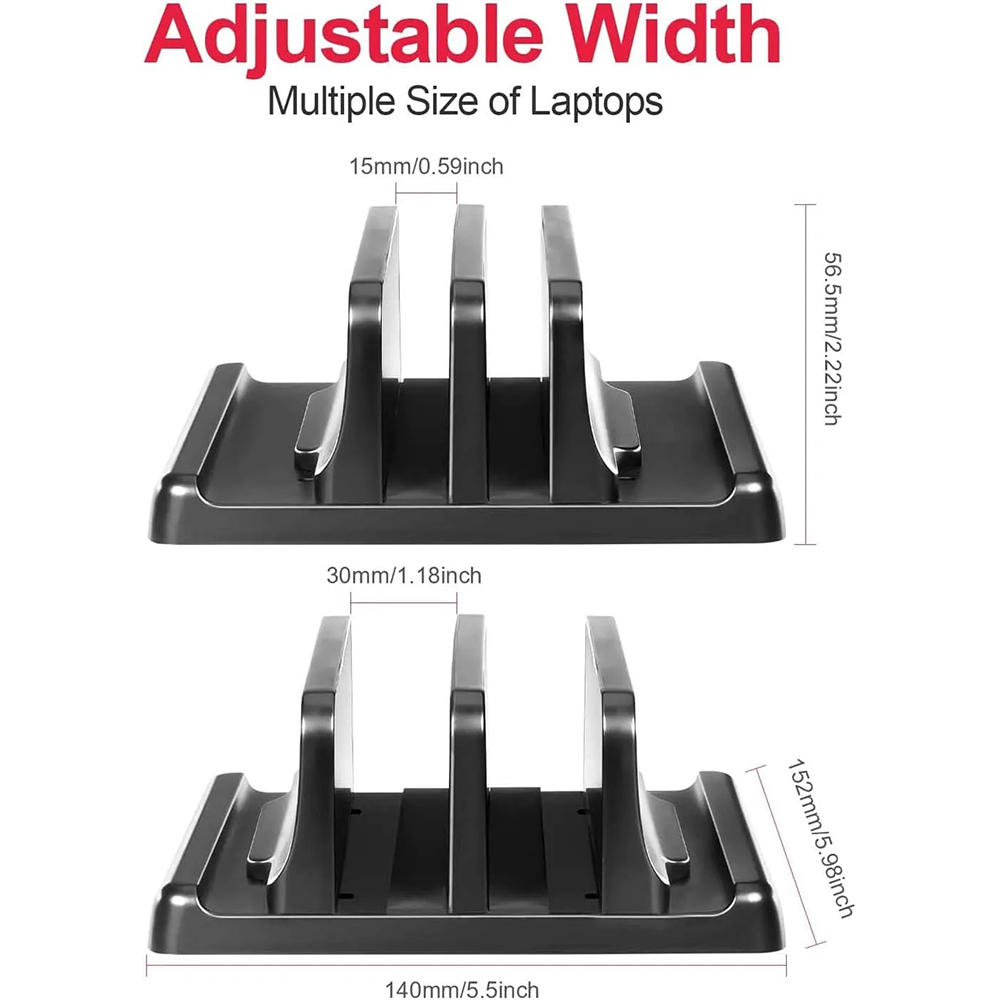 Adjustable Width
Multiple Size of Laptops
15mm/0.59inch
56.5mm/2.22inch
30mm/1.18inch
152mm/5.98inch
140mm/5.5inch